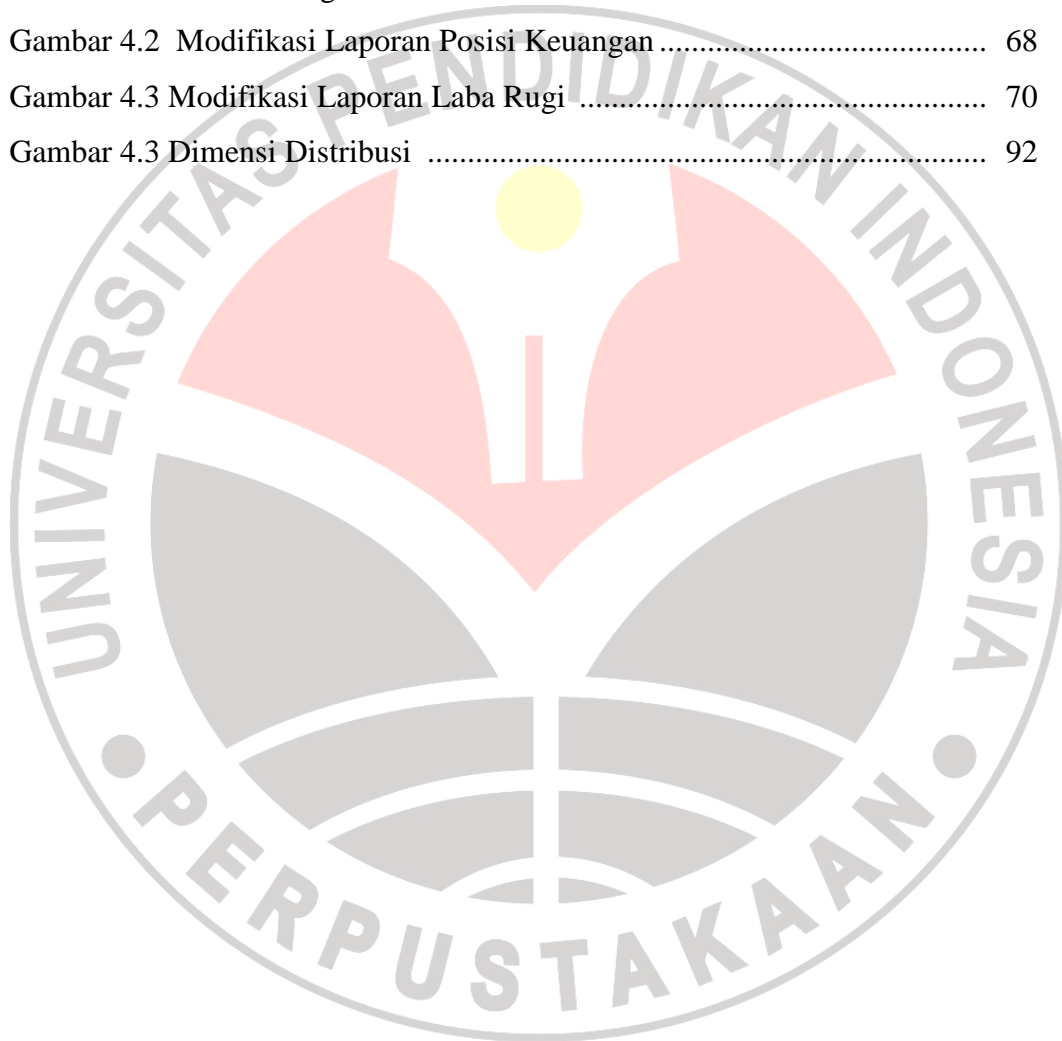 Gambar 4.2 Modifikasi Laporan Posisi Keuangan ......................................... 68
Gambar 4.3 Modifikasi Laporan Laba Rugi ................................................... 70
Gambar 4.3 Dimensi Distribusi ...................................................................... 92
UNIVERSITAS PENDIDIKAN INDONESIA
PERPUSTAKAAN